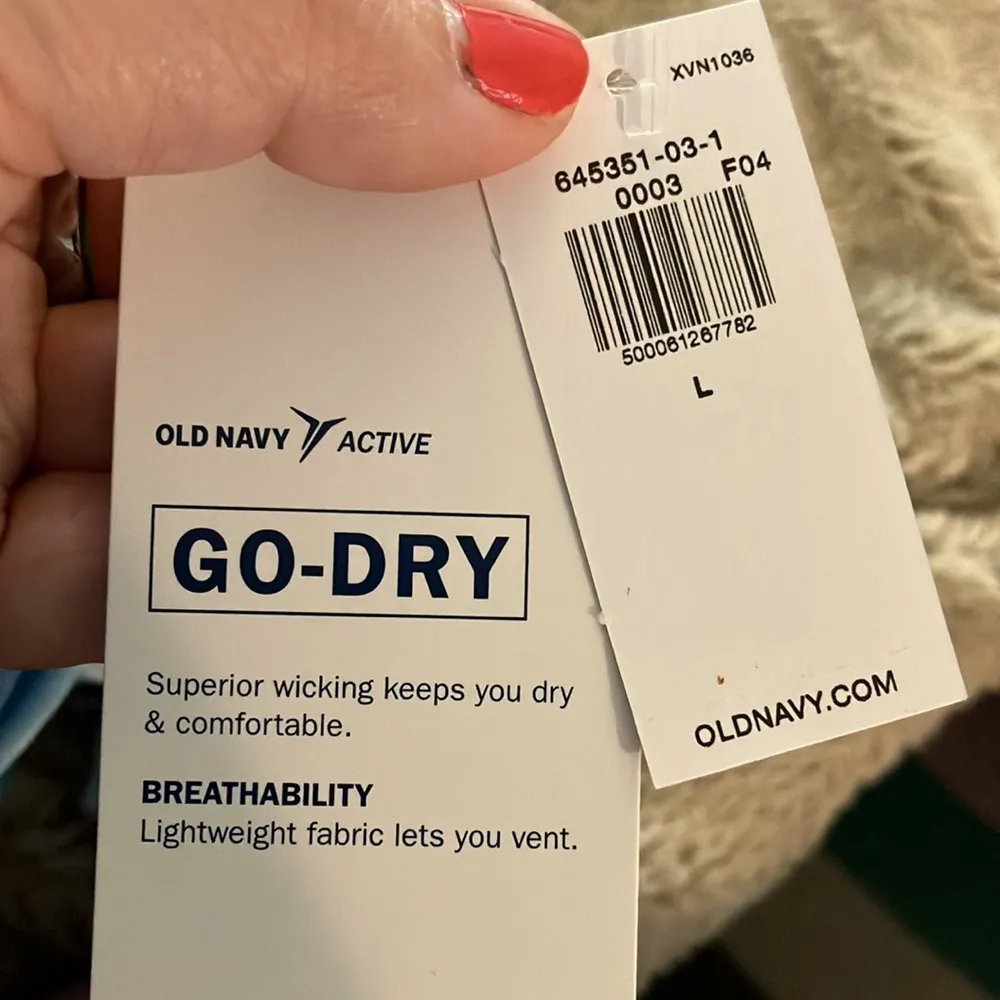 XVN1036
645351-03-1
0003 F04
500061267782
L
OLDNAVY.COM
OLD NAVY ACTIVE
GO-DRY
Superior wicking keeps you dry
& comfortable.
BREATHABILITY
Lightweight fabric lets you vent.